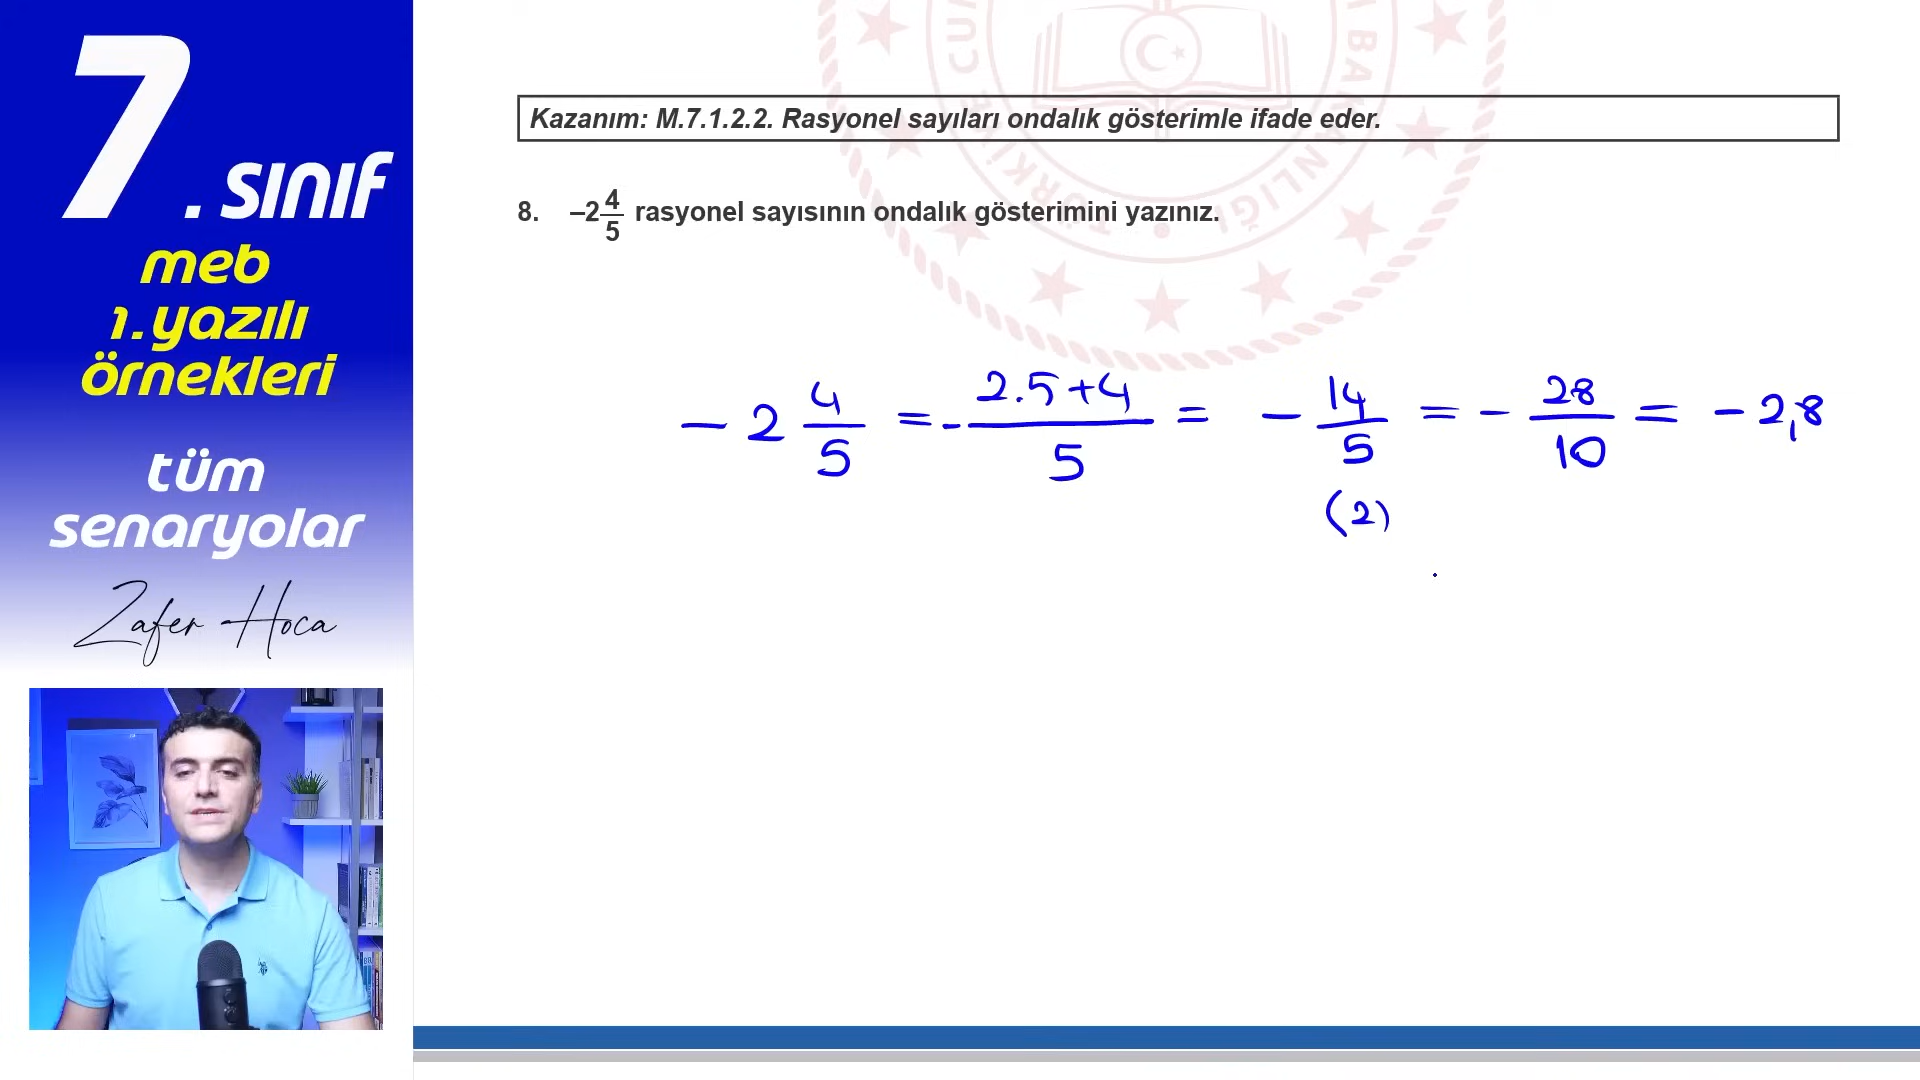 7. SINIF
meb
1. yazılı
örnekleri
tüm
senaryolar
Zafer Hoca
Kazanım: M.7.1.2.2. Rasyonel sayıları ondalık gösterimle ifade eder.
8. –2 4/5 rasyonel sayısının ondalık gösterimini yazınız.
- 2 4/5 = - 2.5+4/5 = - 14/5 = - 28/10 = - 2,8
(2)